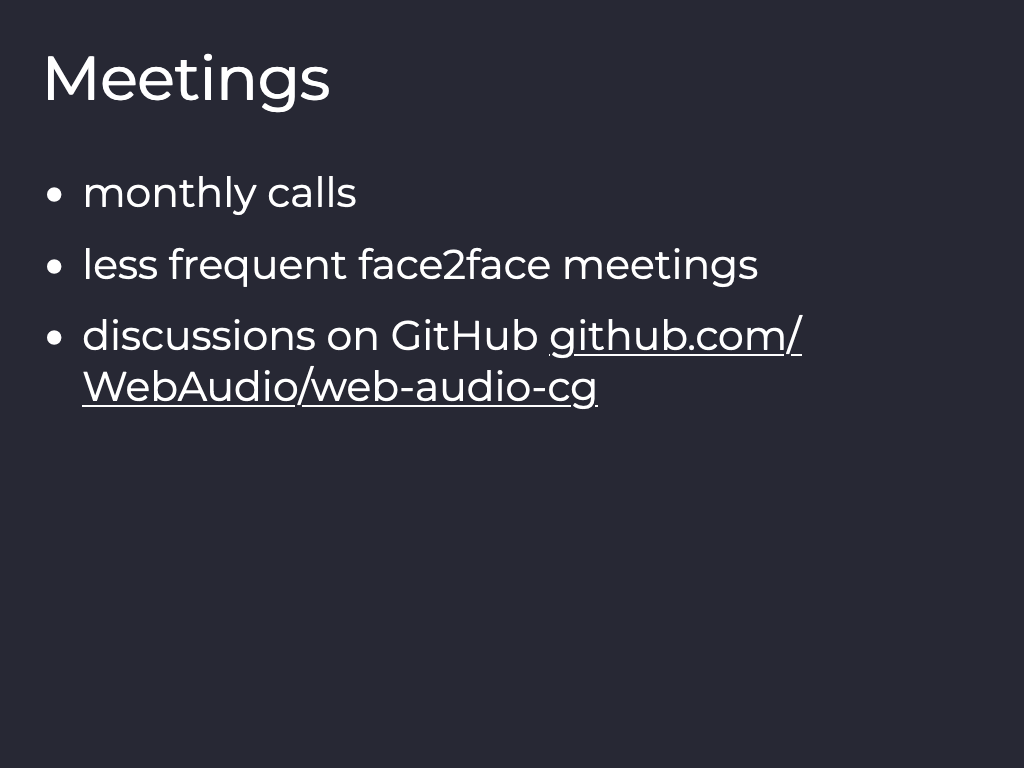 Meetings
• monthly calls
• less frequent face2face meetings
• discussions on GitHub github.com/
WebAudio/web-audio-cg